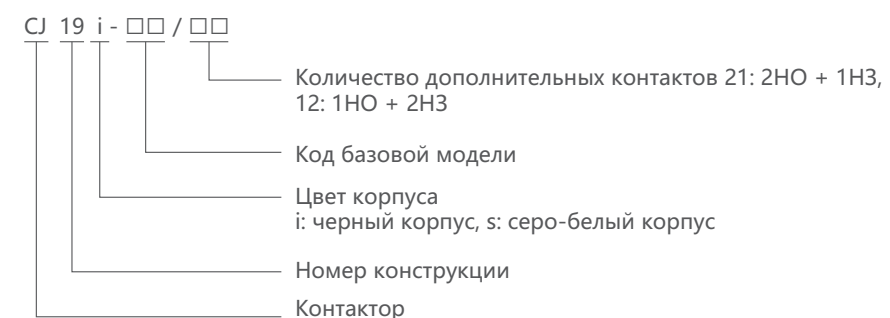 CJ 19 i - □□ / □□
Количество дополнительных контактов 21: 2НО + 1НЗ,
12: 1НО + 2НЗ
Код базовой модели
Цвет корпуса
i: черный корпус, s: серо-белый корпус
Номер конструкции
Контактор